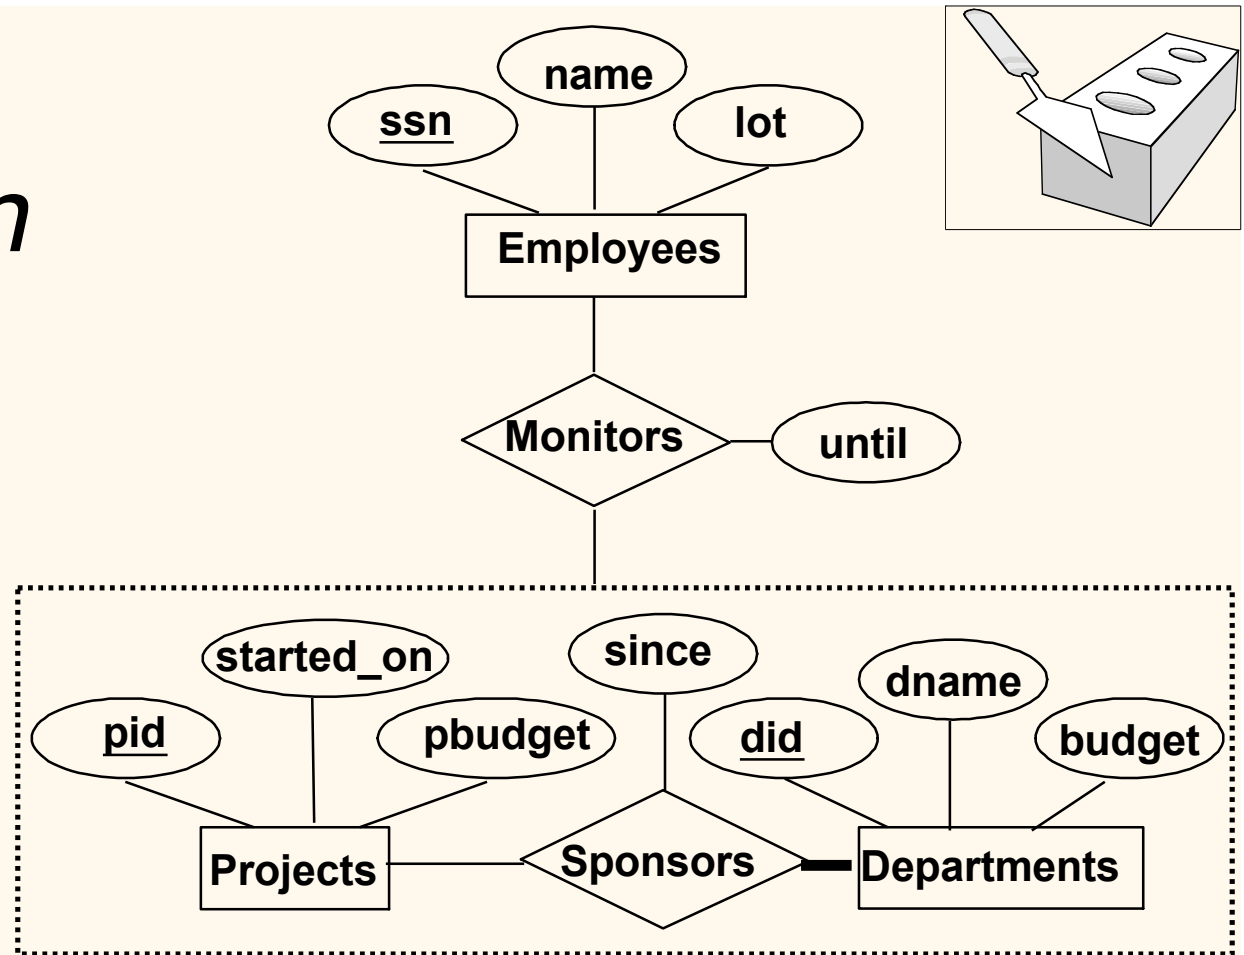 name
ssn
lot
n
Employees
Monitors
until
started_on
since
dname
pid
pbudget
did
budget
Projects
Sponsors
Departments